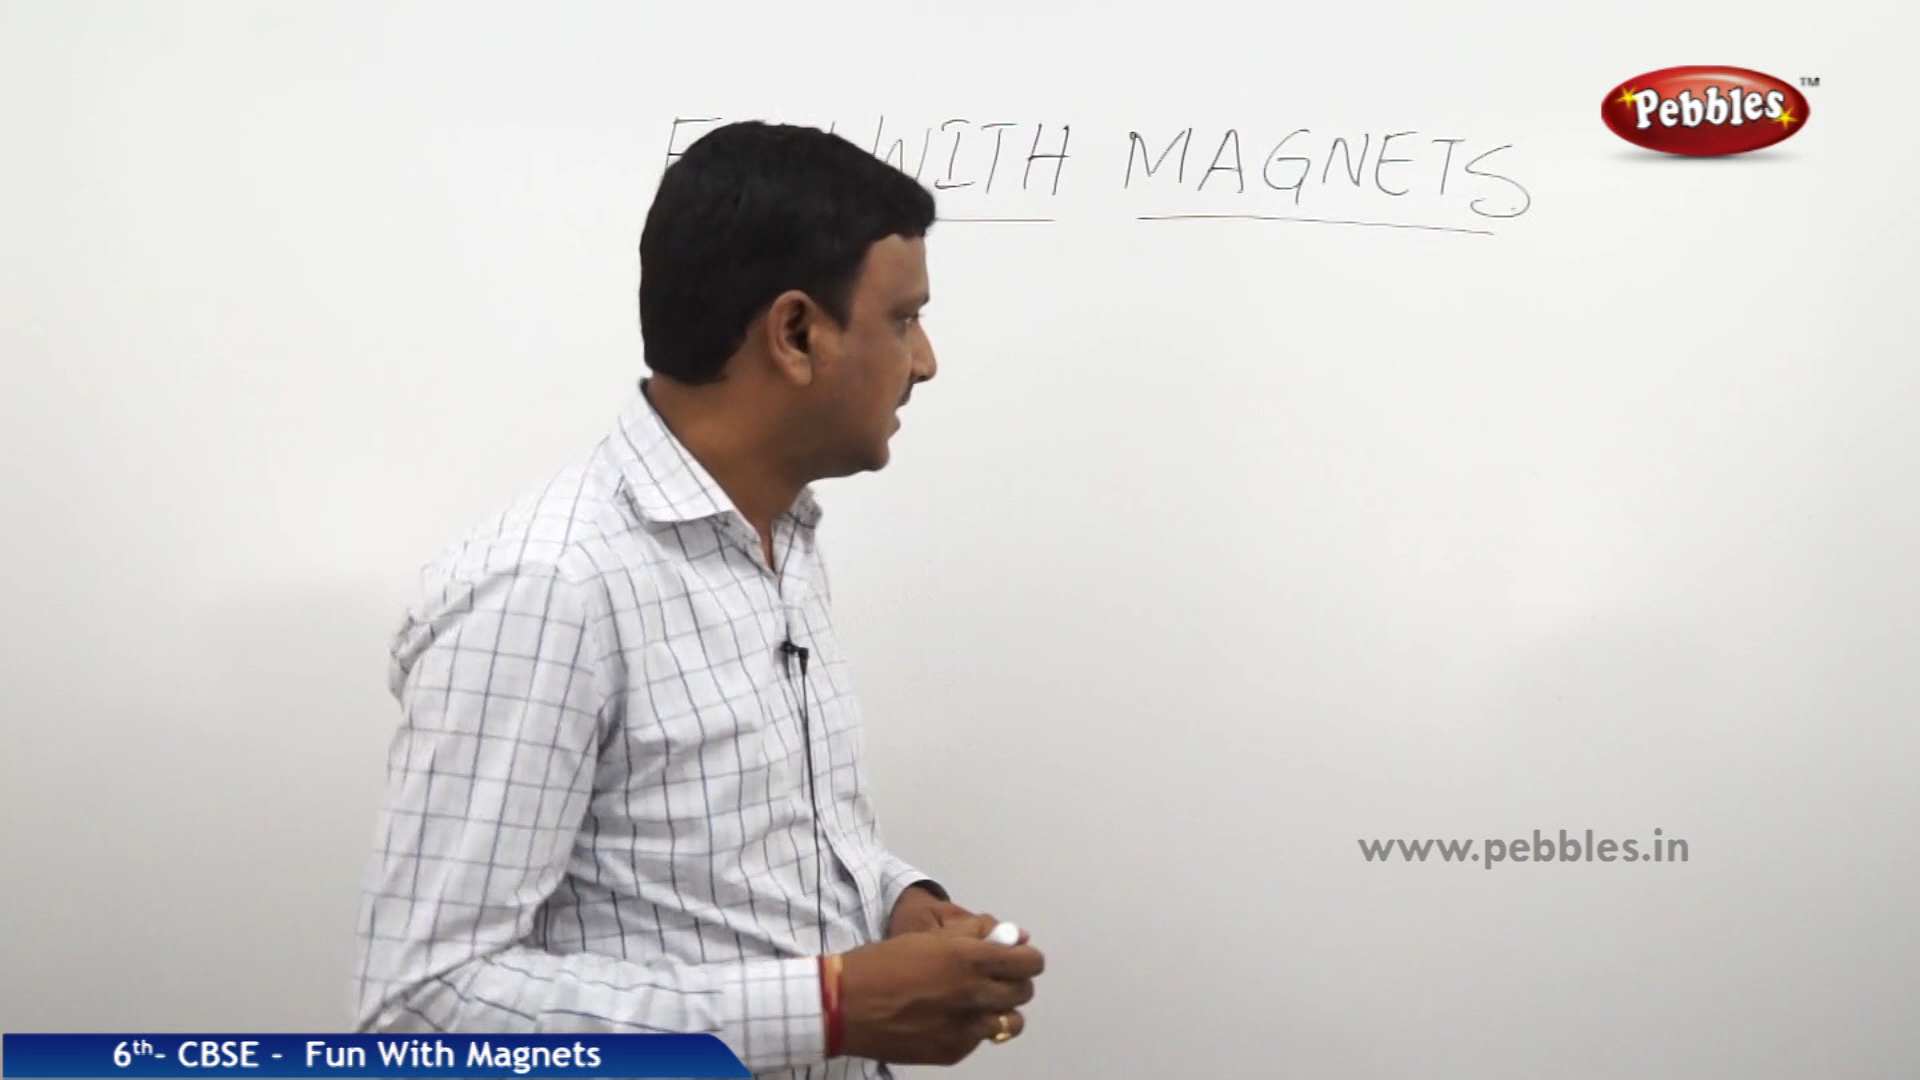 WITH MAGNETS
Pebbles TM
www.pebbles.in
6th- CBSE - Fun With Magnets